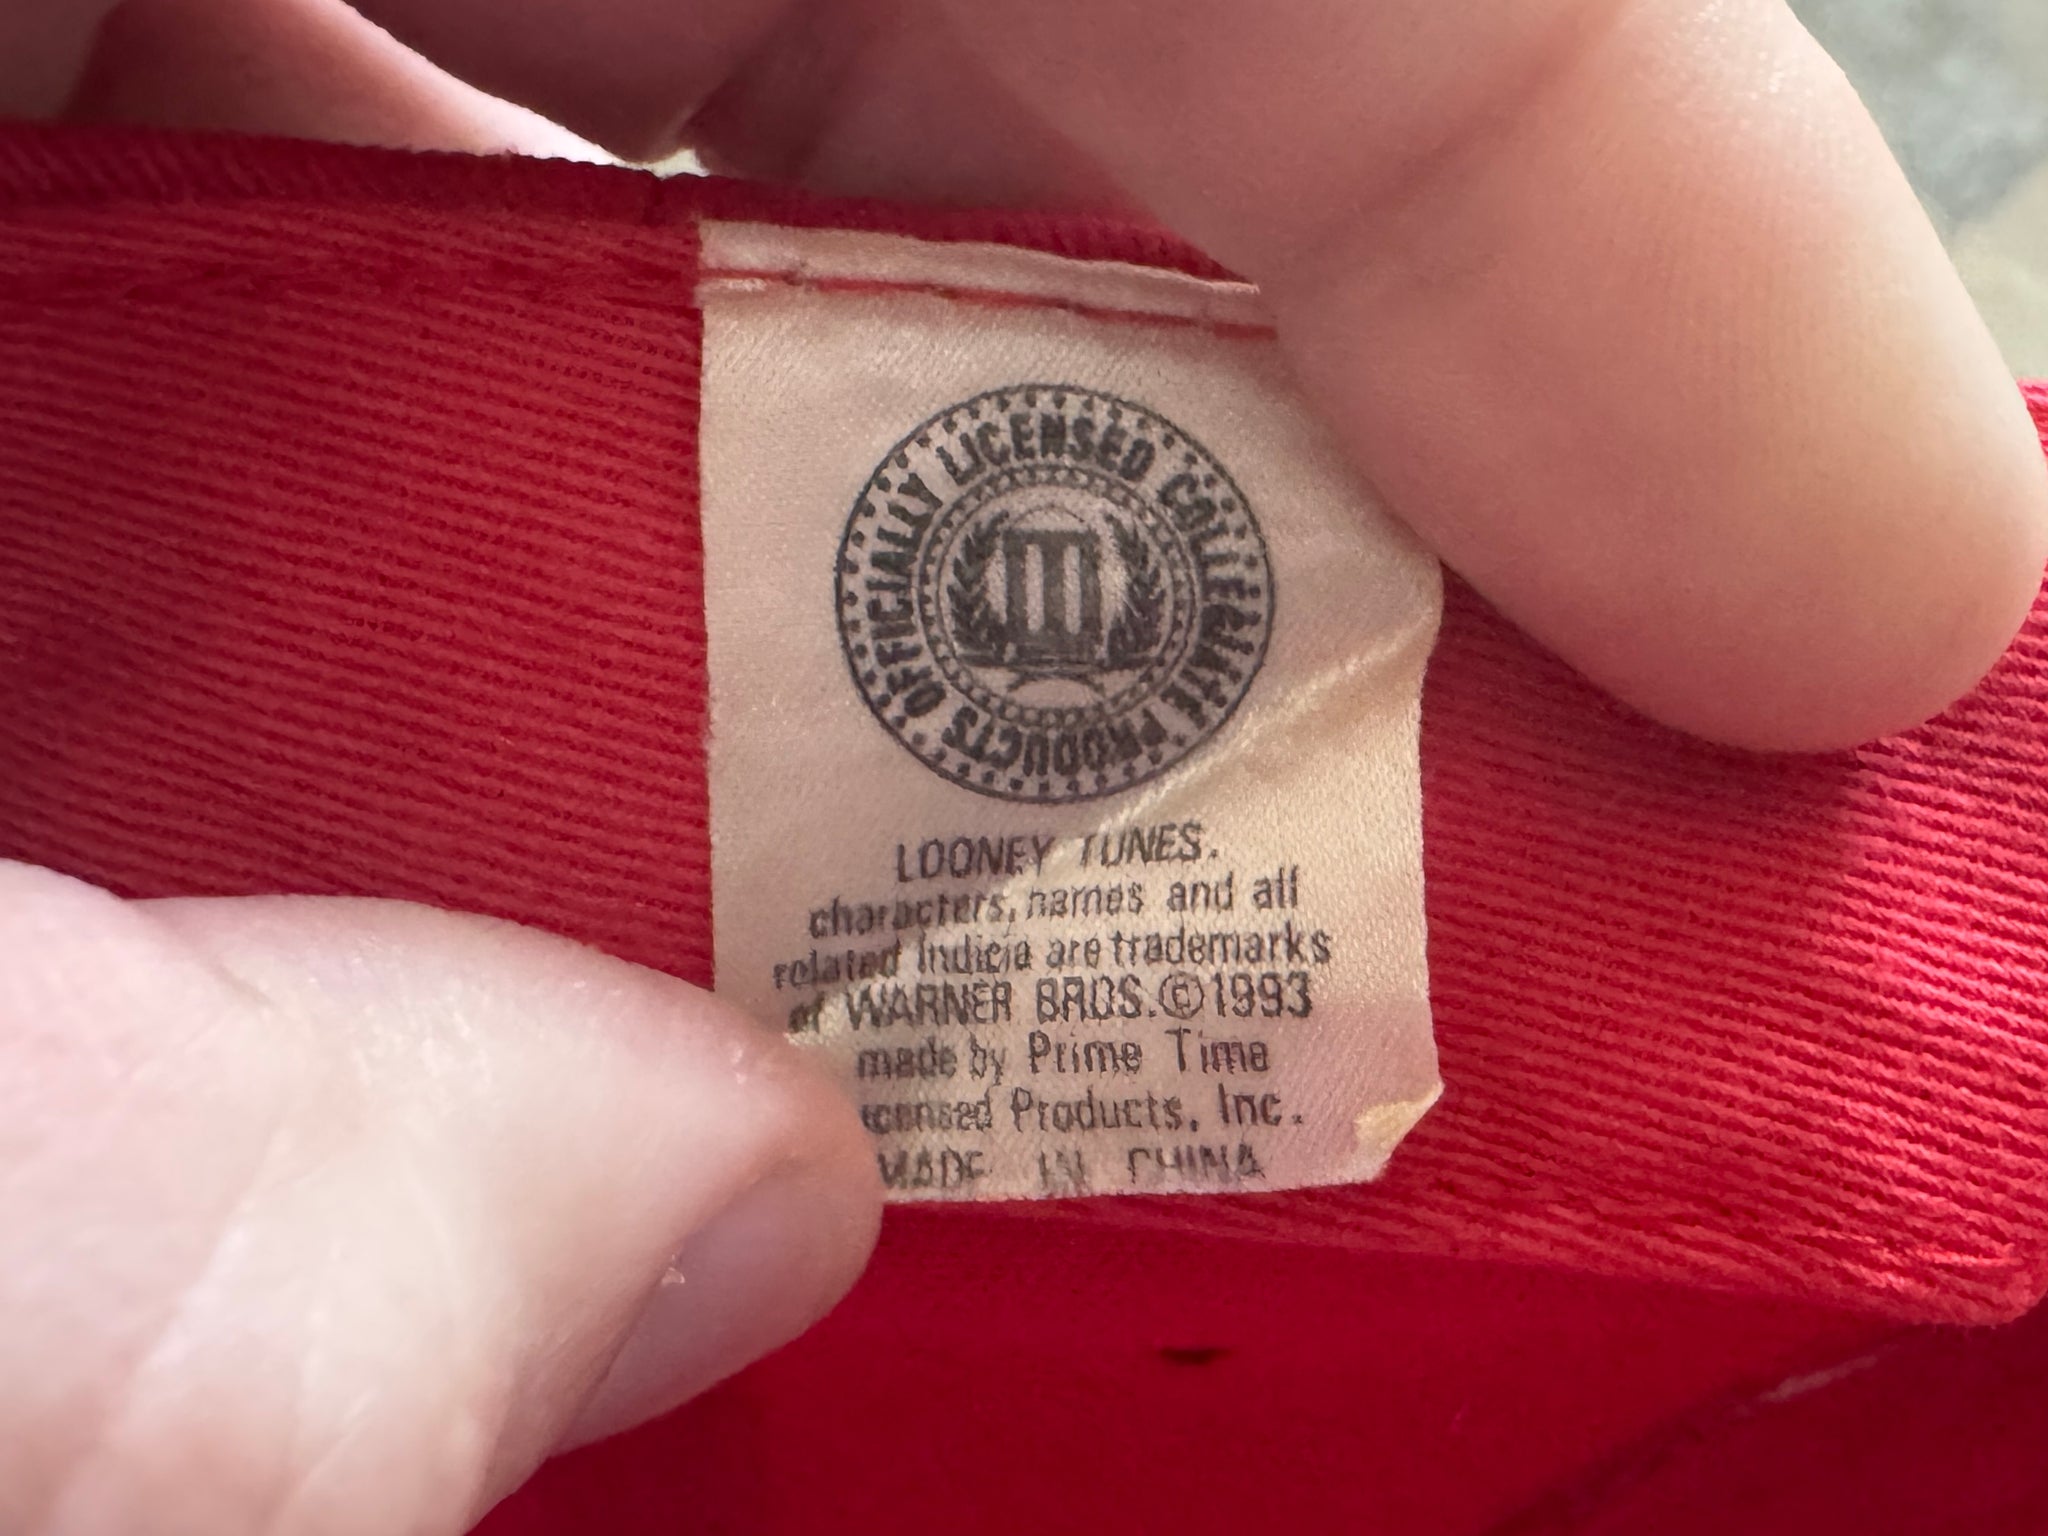 OFFICIALLY LICENSED COLLEGIATE PRODUCTS
LOONEY TUNES.
characters, names and all
related Indicia are trademarks
of WARNER BROS. ©1993
made by Prime Time
icensed Products, Inc.
MADE IN CHINA